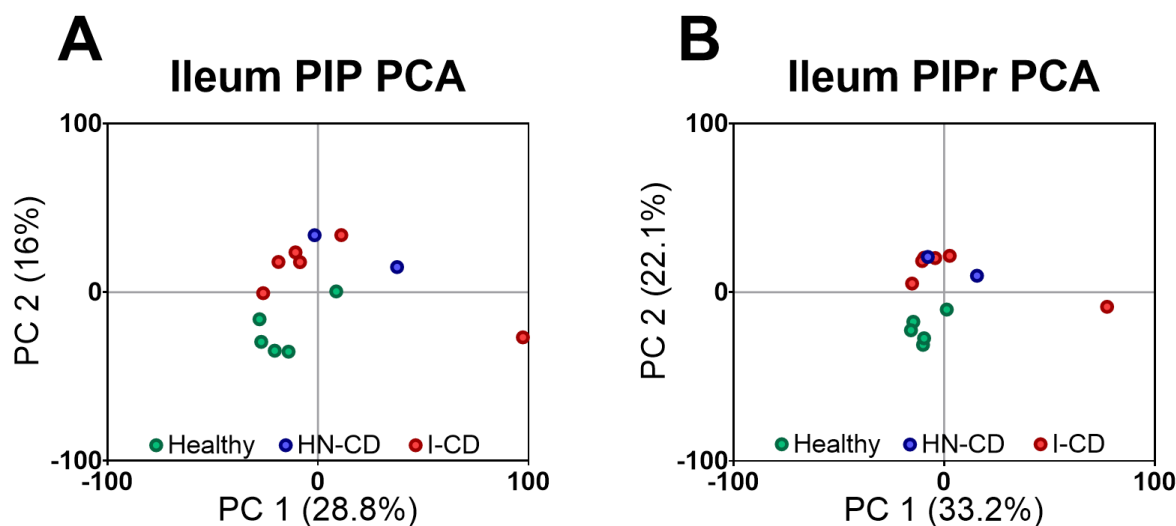 A
Ileum PIP PCA
100
0
-100
PC 2 (16%)
Healthy HN-CD I-CD
-100 0 100
PC 1 (28.8%)
B
Ileum PIPr PCA
100
0
-100
PC 2 (22.1%)
Healthy HN-CD I-CD
-100 0 100
PC 1 (33.2%)